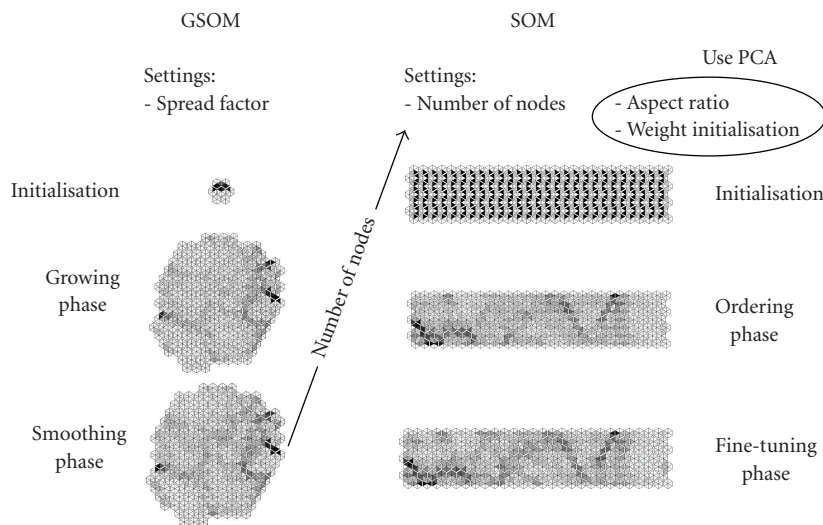 GSOM
SOM
Use PCA
Settings:
- Spread factor
Settings:
- Number of nodes
- Aspect ratio
- Weight initialisation
Initialisation
Initialisation
Growing
phase
Number of nodes
Ordering
phase
Smoothing
phase
Fine-tuning
phase